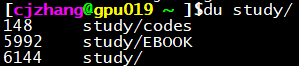 [cjzhang@gpu019 ~ ]$du study/
148     study/codes
5992    study/EBOOK
6144    study/